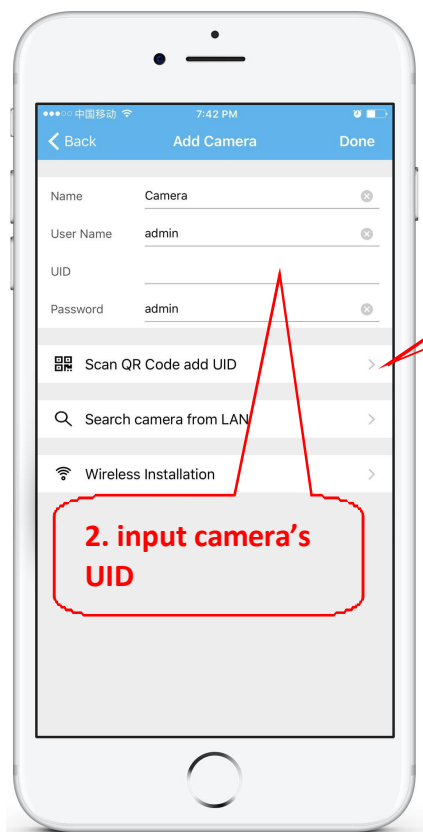 中国移动 7:42 PM
Back Add Camera Done
Name Camera
User Name admin
UID
Password admin
Scan QR Code add UID
Search camera from LAN
Wireless Installation
2. input camera's
UID